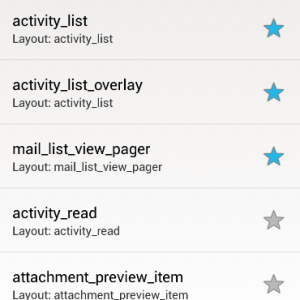 activity_list
Layout: activity_list
activity_list_overlay
Layout: activity_list
mail_list_view_pager
Layout: mail_list_view_pager
activity_read
Layout: activity_read
attachment_preview_item
Layout: attachment_preview_item